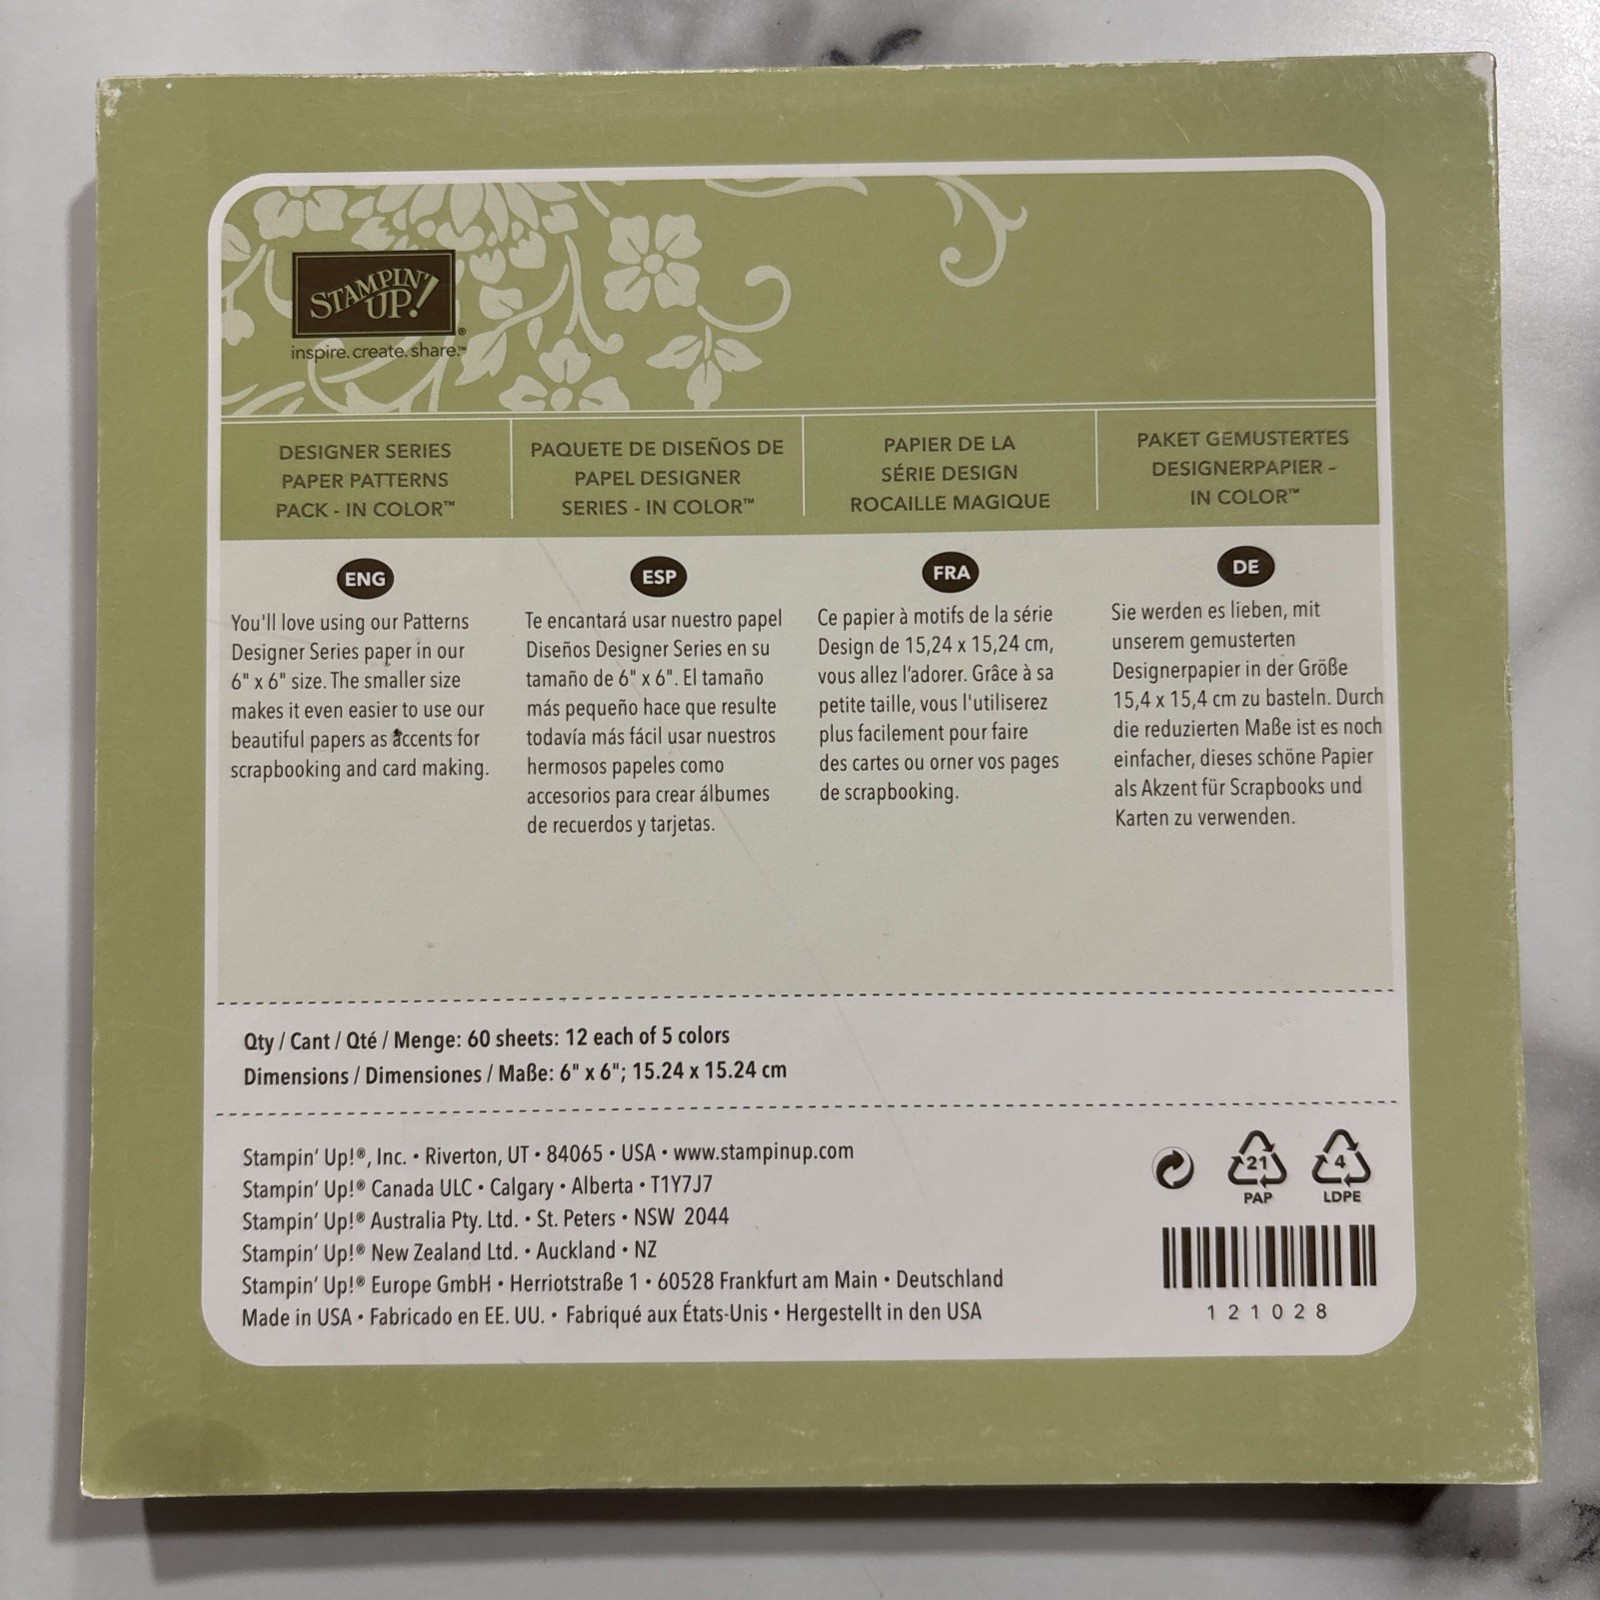 STAMPIN' UP!®
inspire. create. share.™
DESIGNER SERIES
PAPER PATTERNS
PACK - IN COLOR™
PAQUETE DE DISEÑOS DE
PAPEL DESIGNER
SERIES - IN COLOR™
PAPIER DE LA
SÉRIE DESIGN
ROCAILLE MAGIQUE
PAKET GEMUSTERTES
DESIGNERPAPIER -
IN COLOR™
ENG
You'll love using our Patterns
Designer Series paper in our
6" x 6" size. The smaller size
makes it even easier to use our
beautiful papers as accents for
scrapbooking and card making.
ESP
Te encantará usar nuestro papel
Diseños Designer Series en su
tamaño de 6" x 6". El tamaño
más pequeño hace que resulte
todavía más fácil usar nuestros
hermosos papeles como
accesorios para crear álbumes
de recuerdos y tarjetas.
FRA
Ce papier à motifs de la série
Design de 15,24 x 15,24 cm,
vous allez l'adorer. Grâce à sa
petite taille, vous l'utiliserez
plus facilement pour faire
des cartes ou orner vos pages
de scrapbooking.
DE
Sie werden es lieben, mit
unserem gemusterten
Designerpapier in der Größe
15,4 x 15,4 cm zu basteln. Durch
die reduzierten Maße ist es noch
einfacher, dieses schöne Papier
als Akzent für Scrapbooks und
Karten zu verwenden.
Qty / Cant / Qté / Menge: 60 sheets: 12 each of 5 colors
Dimensions / Dimensiones / Maße: 6" x 6"; 15.24 x 15.24 cm
Stampin' Up!®, Inc. • Riverton, UT • 84065 • USA • www.stampinup.com
Stampin' Up!® Canada ULC • Calgary • Alberta • T1Y7J7
Stampin' Up!® Australia Pty. Ltd. • St. Peters • NSW 2044
Stampin' Up!® New Zealand Ltd. • Auckland • NZ
Stampin' Up!® Europe GmbH • Herriotstraße 1 • 60528 Frankfurt am Main • Deutschland
Made in USA • Fabricado en EE. UU. • Fabriqué aux États-Unis • Hergestellt in den USA
21
PAP
4
LDPE
121028